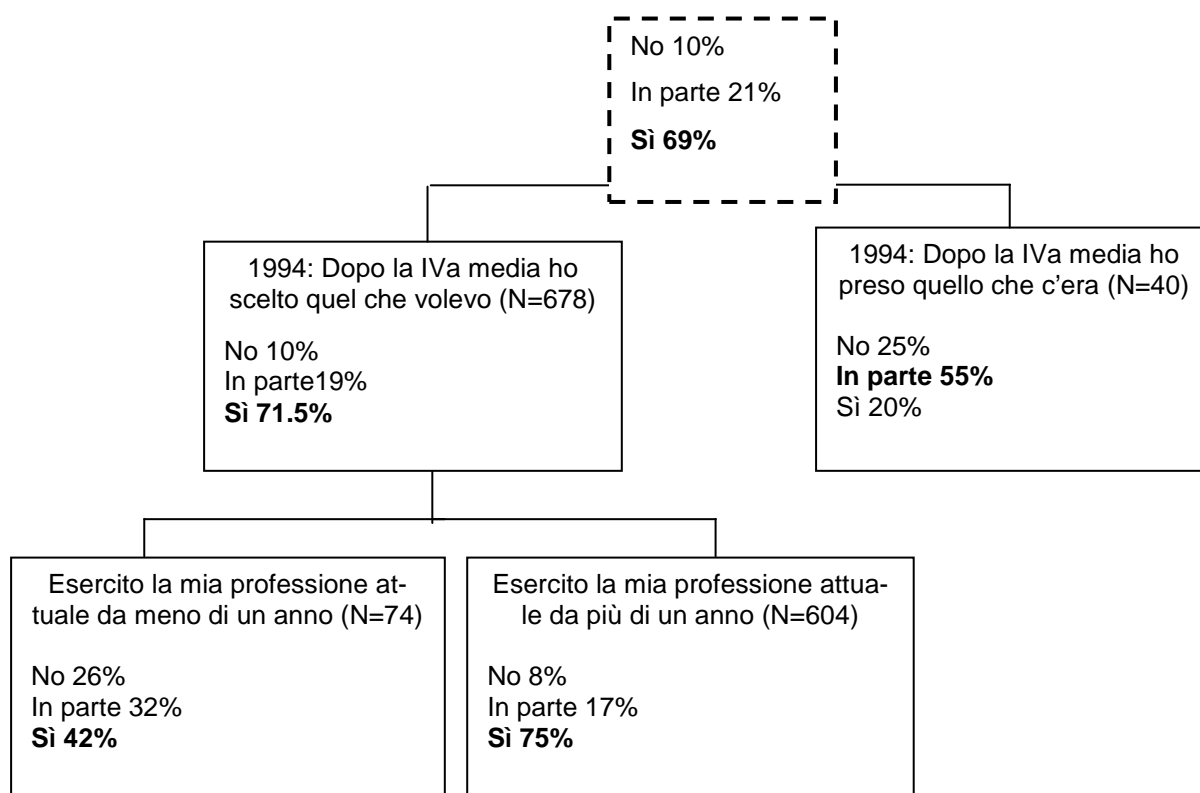 No 10%
In parte 21%
Sì 69%
1994: Dopo la IVa media ho
scelto quel che volevo (N=678)
No 10%
In parte19%
Sì 71.5%
1994: Dopo la IVa media ho
preso quello che c’era (N=40)
No 25%
In parte 55%
Sì 20%
Esercito la mia professione at-
tuale da meno di un anno (N=74)
No 26%
In parte 32%
Sì 42%
Esercito la mia professione attua-
le da più di un anno (N=604)
No 8%
In parte 17%
Sì 75%